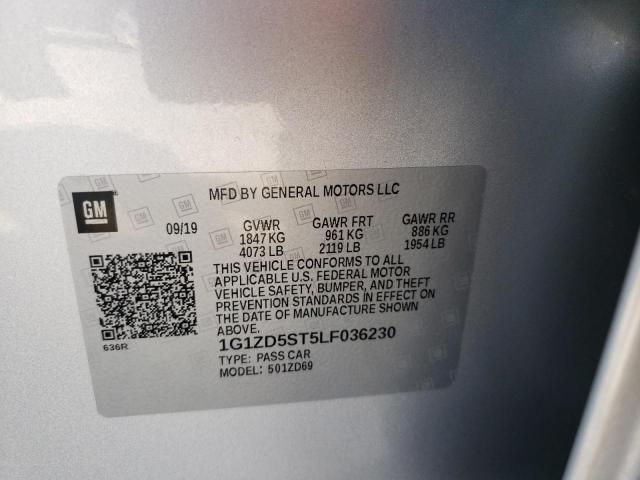 GM
MFD BY GENERAL MOTORS LLC
09/19 GVWR GAWR FRT GAWR RR
1847 KG 961 KG 886 KG
4073 LB 2119 LB 1954 LB
THIS VEHICLE CONFORMS TO ALL
APPLICABLE U.S. FEDERAL MOTOR
VEHICLE SAFETY, BUMPER, AND THEFT
PREVENTION STANDARDS IN EFFECT ON
THE DATE OF MANUFACTURE SHOWN
ABOVE.
636R
1G1ZD5ST5LF036230
TYPE: PASS CAR
MODEL: 501ZD69